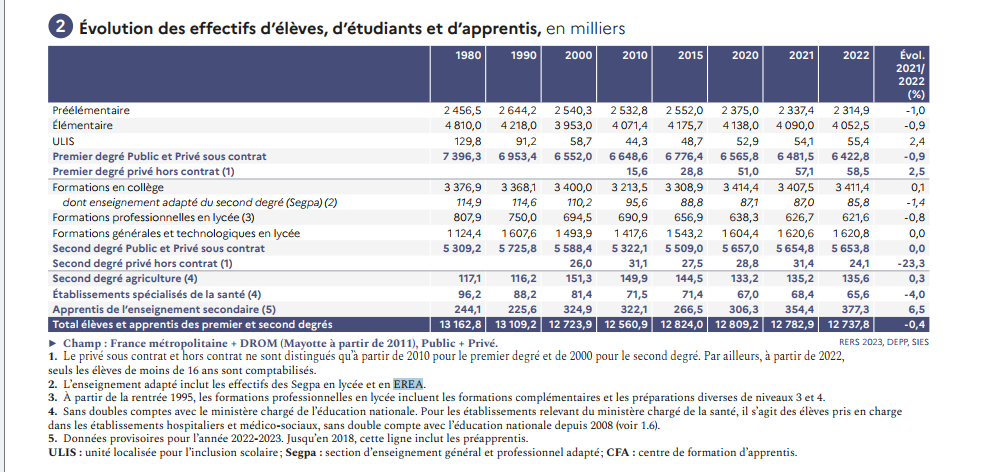 2 Évolution des effectifs d'élèves, d'étudiants et d'apprentis, en milliers
1980 1990 2000 2010 2015 2020 2021 2022 Évol. 2021/ 2022 (%)
Préélémentaire 2 456,5 2 644,2 2 540,3 2 532,8 2 552,0 2 375,0 2 337,4 2 314,9 -1,0
Élémentaire 4 810,0 4 218,0 3 953,0 4 071,4 4 175,7 4 138,0 4 090,0 4 052,5 -0,9
ULIS 129,8 91,2 58,7 44,3 48,7 52,9 54,1 55,4 2,4
Premier degré Public et Privé sous contrat 7 396,3 6 953,4 6 552,0 6 648,6 6 776,4 6 565,8 6 481,5 6 422,8 -0,9
Premier degré privé hors contrat (1) 15,6 28,8 51,0 57,1 58,5 2,5
Formations en collège 3 376,9 3 368,1 3 400,0 3 213,5 3 308,9 3 414,4 3 407,5 3 411,4 0,1
dont enseignement adapté du second degré (Segpa) (2) 114,9 114,6 110,2 95,6 88,8 87,1 87,0 85,8 -1,4
Formations professionnelles en lycée (3) 807,9 750,0 694,5 690,9 656,9 638,3 626,7 621,6 -0,8
Formations générales et technologiques en lycée 1 124,4 1 607,6 1 493,9 1 417,6 1 543,2 1 604,4 1 620,6 1 620,8 0,0
Second degré Public et Privé sous contrat 5 309,2 5 725,8 5 588,4 5 322,1 5 509,0 5 657,0 5 654,8 5 653,8 0,0
Second degré privé hors contrat (1) 26,0 31,1 27,5 28,8 31,4 24,1 -23,3
Second degré agriculture (4) 117,1 116,2 151,3 149,9 144,5 133,2 135,2 135,6 0,3
Établissements spécialisés de la santé (4) 96,2 88,2 81,4 71,5 71,4 67,0 68,4 65,6 -4,0
Apprentis de l'enseignement secondaire (5) 244,1 225,6 324,9 322,1 266,5 306,3 354,4 377,3 6,5
Total élèves et apprentis des premier et second degrés 13 162,8 13 109,2 12 723,9 12 560,9 12 824,0 12 809,2 12 782,9 12 737,8 -0,4
► Champ : France métropolitaine + DROM (Mayotte à partir de 2011), Public + Privé. RERS 2023, DEPP, SIES
1. Le privé sous contrat et hors contrat ne sont distingués qu'à partir de 2010 pour le premier degré et de 2000 pour le second degré. Par ailleurs, à partir de 2022,
seuls les élèves de moins de 16 ans sont comptabilisés.
2. L'enseignement adapté inclut les effectifs des Segpa en lycée et en EREA.
3. À partir de la rentrée 1995, les formations professionnelles en lycée incluent les formations complémentaires et les préparations diverses de niveaux 3 et 4.
4. Sans doubles comptes avec le ministère chargé de l'éducation nationale. Pour les établissements relevant du ministère chargé de la santé, il s'agit des élèves pris en charge
dans les établissements hospitaliers et médico-sociaux, sans double compte avec l'éducation nationale depuis 2008 (voir 1.6).
5. Données provisoires pour l'année 2022-2023. Jusqu'en 2018, cette ligne inclut les préapprentis.
ULIS : unité localisée pour l'inclusion scolaire ; Segpa : section d'enseignement général et professionnel adapté ; CFA : centre de formation d'apprentis.